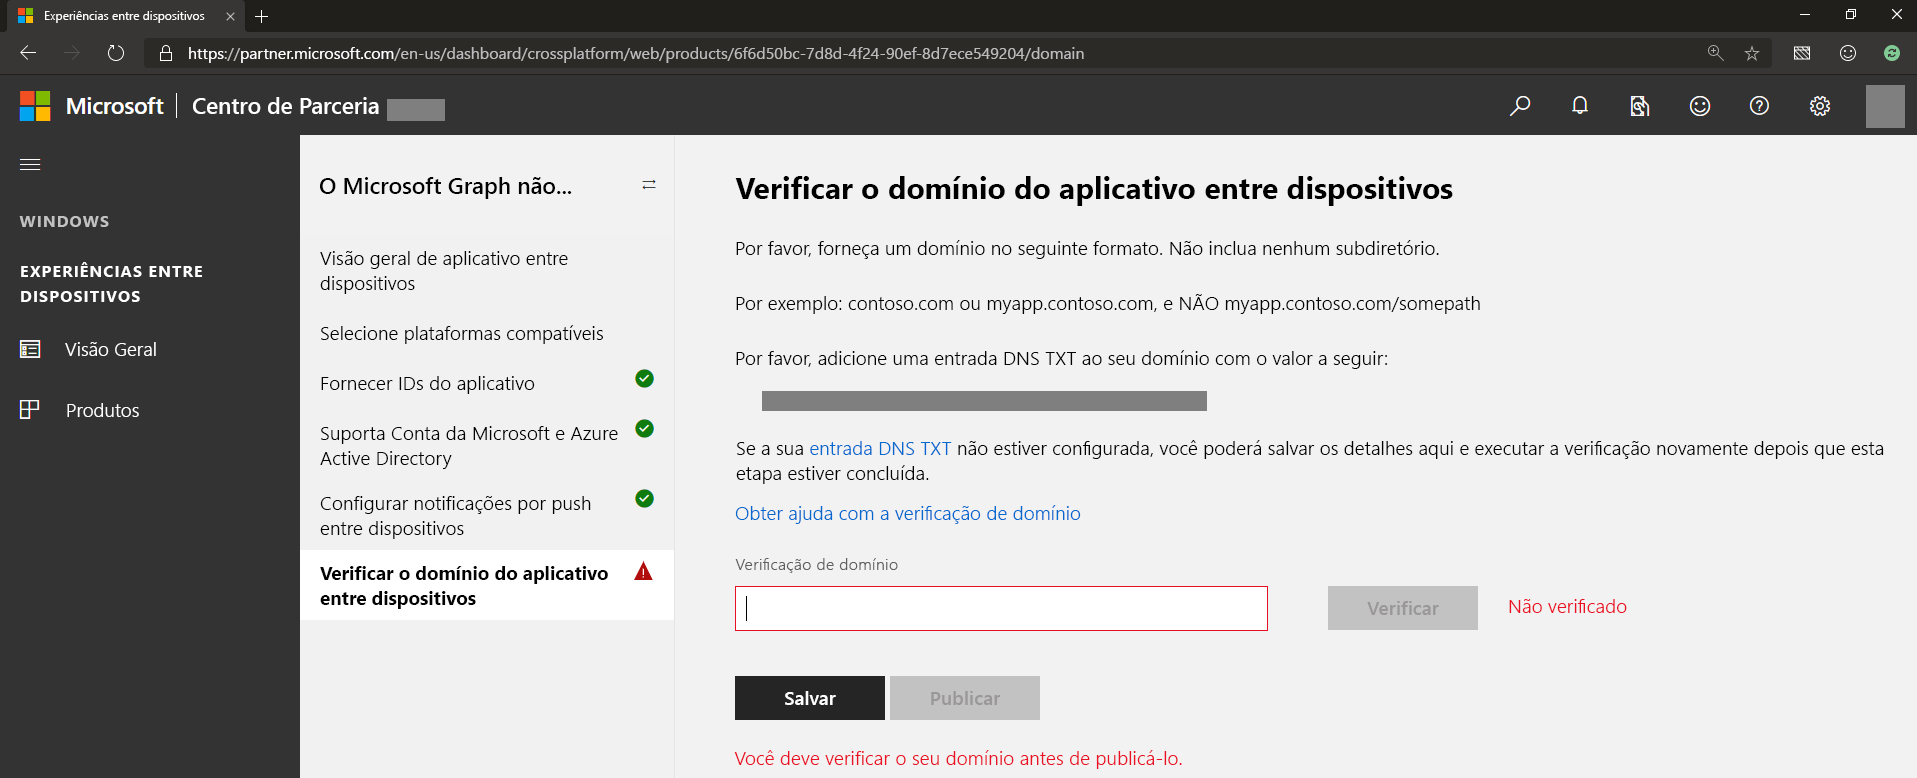 Experiências entre dispositivos
https://partner.microsoft.com/en-us/dashboard/crossplatform/web/products/6f6d50bc-7d8d-4f24-90ef-8d7ece549204/domain
Microsoft | Centro de Parceria
WINDOWS
EXPERIÊNCIAS ENTRE
DISPOSITIVOS
Visão Geral
Produtos
O Microsoft Graph não...
Visão geral de aplicativo entre
dispositivos
Selecione plataformas compatíveis
Fornecer IDs do aplicativo
Suporta Conta da Microsoft e Azure
Active Directory
Configurar notificações por push
entre dispositivos
Verificar o domínio do aplicativo
entre dispositivos
Verificar o domínio do aplicativo entre dispositivos
Por favor, forneça um domínio no seguinte formato. Não inclua nenhum subdiretório.
Por exemplo: contoso.com ou myapp.contoso.com, e NÃO myapp.contoso.com/somepath
Por favor, adicione uma entrada DNS TXT ao seu domínio com o valor a seguir:
Se a sua entrada DNS TXT não estiver configurada, você poderá salvar os detalhes aqui e executar a verificação novamente depois que esta
etapa estiver concluída.
Obter ajuda com a verificação de domínio
Verificação de domínio
Verificar
Não verificado
Salvar
Publicar
Você deve verificar o seu domínio antes de publicá-lo.